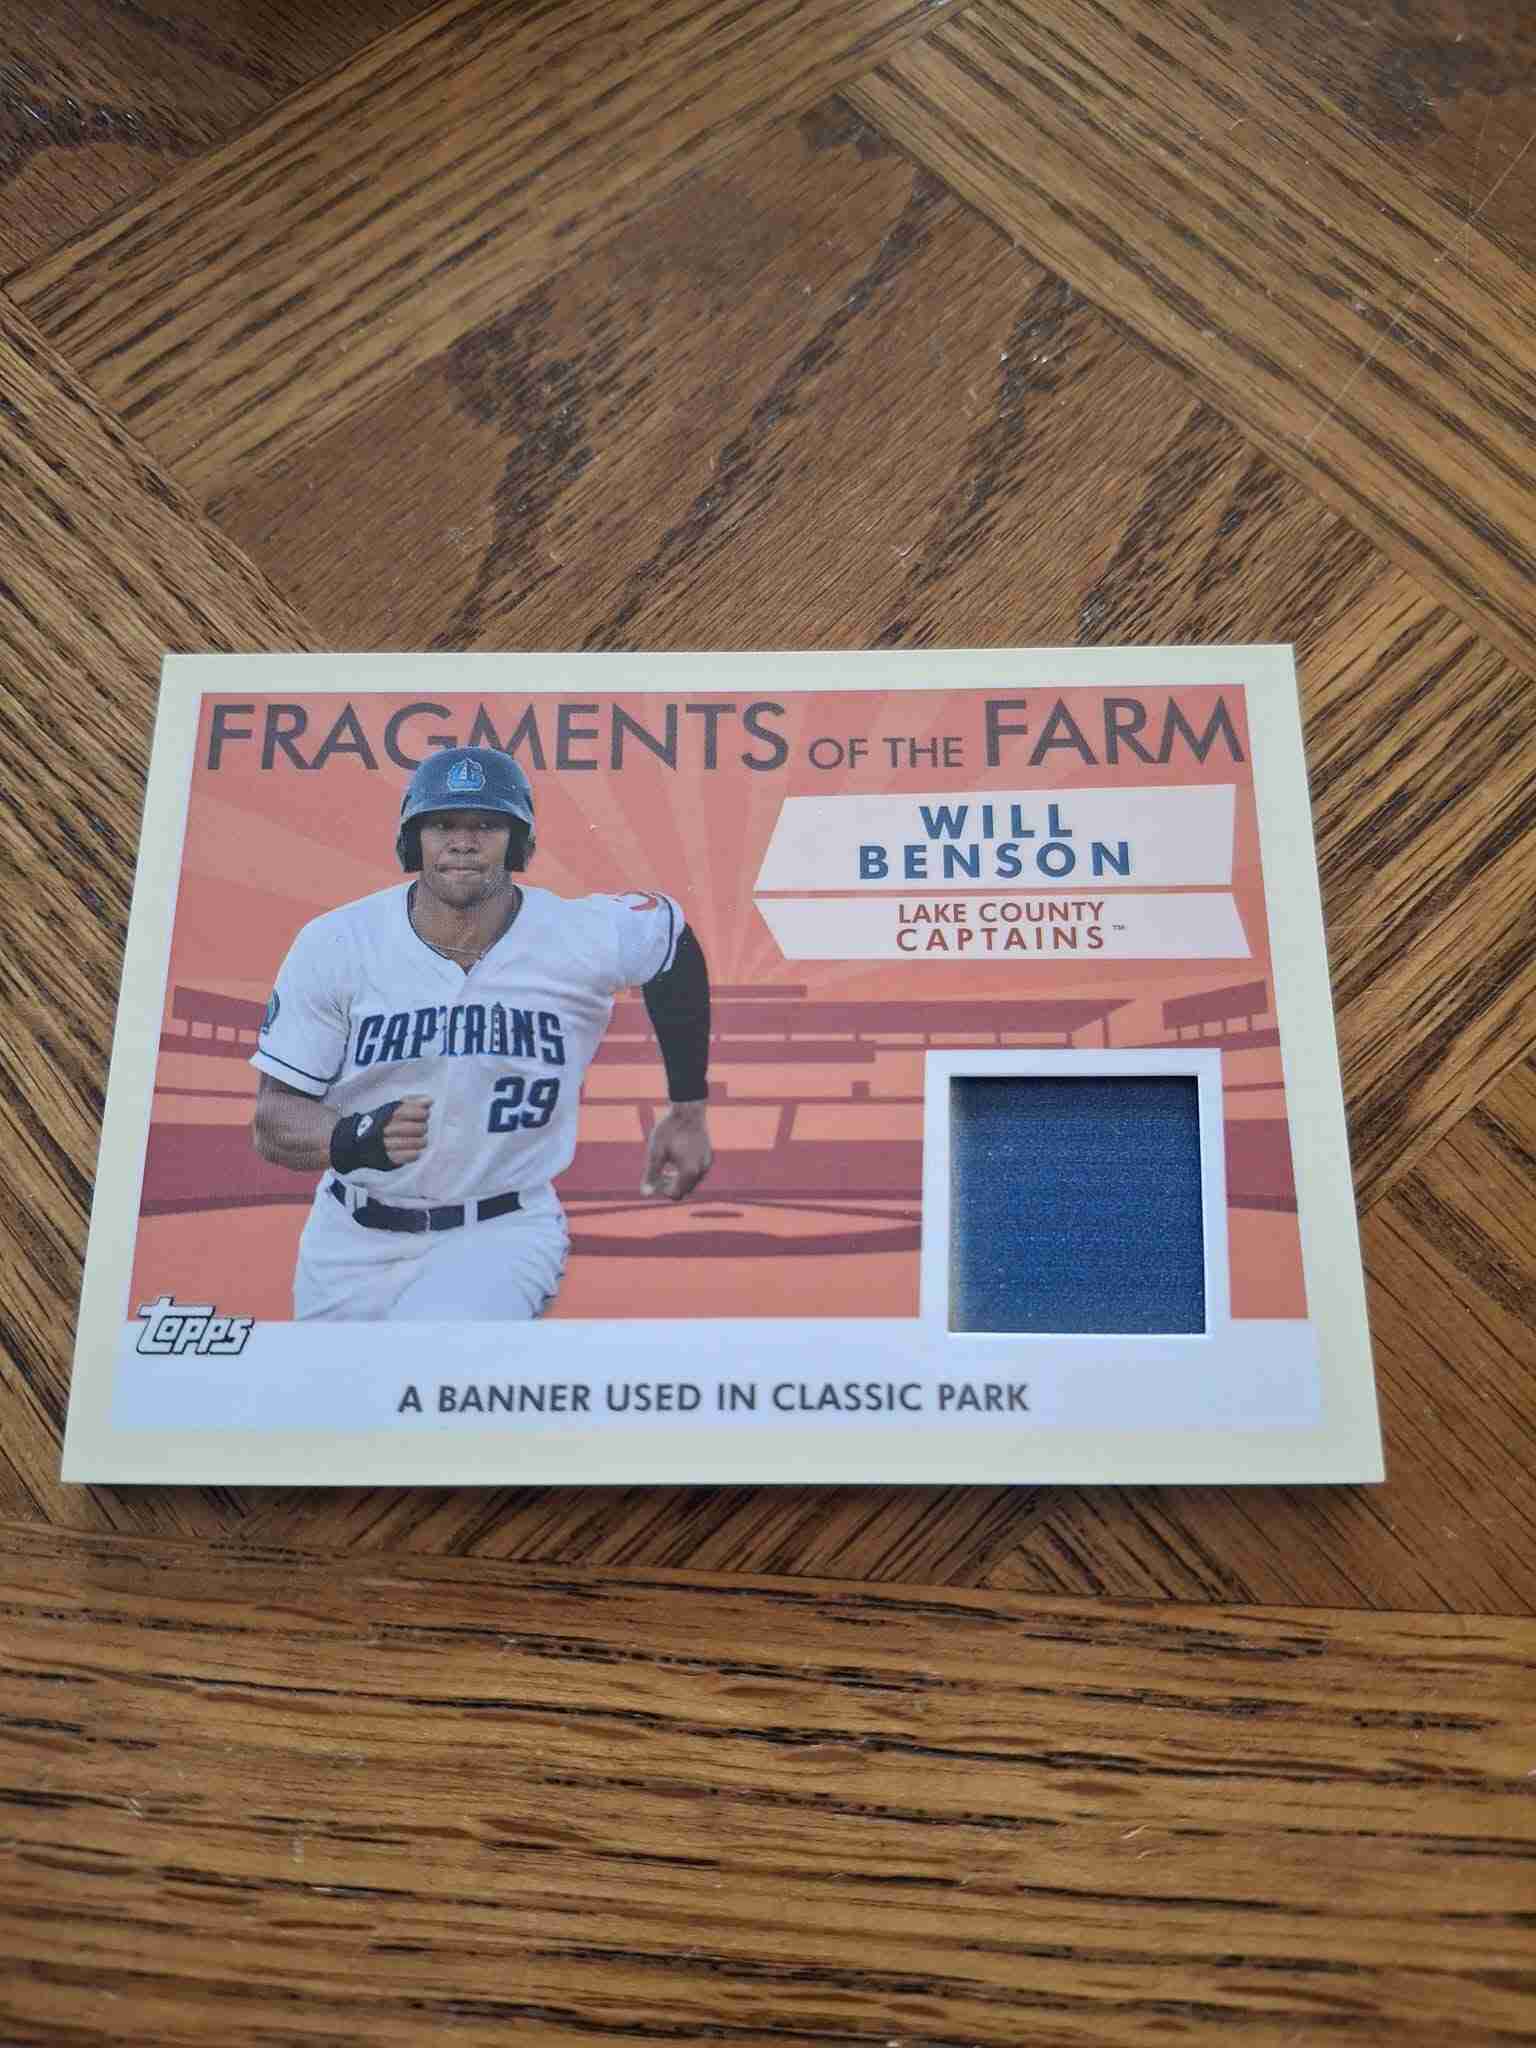 FRAGMENTS OF THE FARM
WILL
BENSON
LAKE COUNTY
CAPTAINS™
CAPTAINS
29
topps
A BANNER USED IN CLASSIC PARK